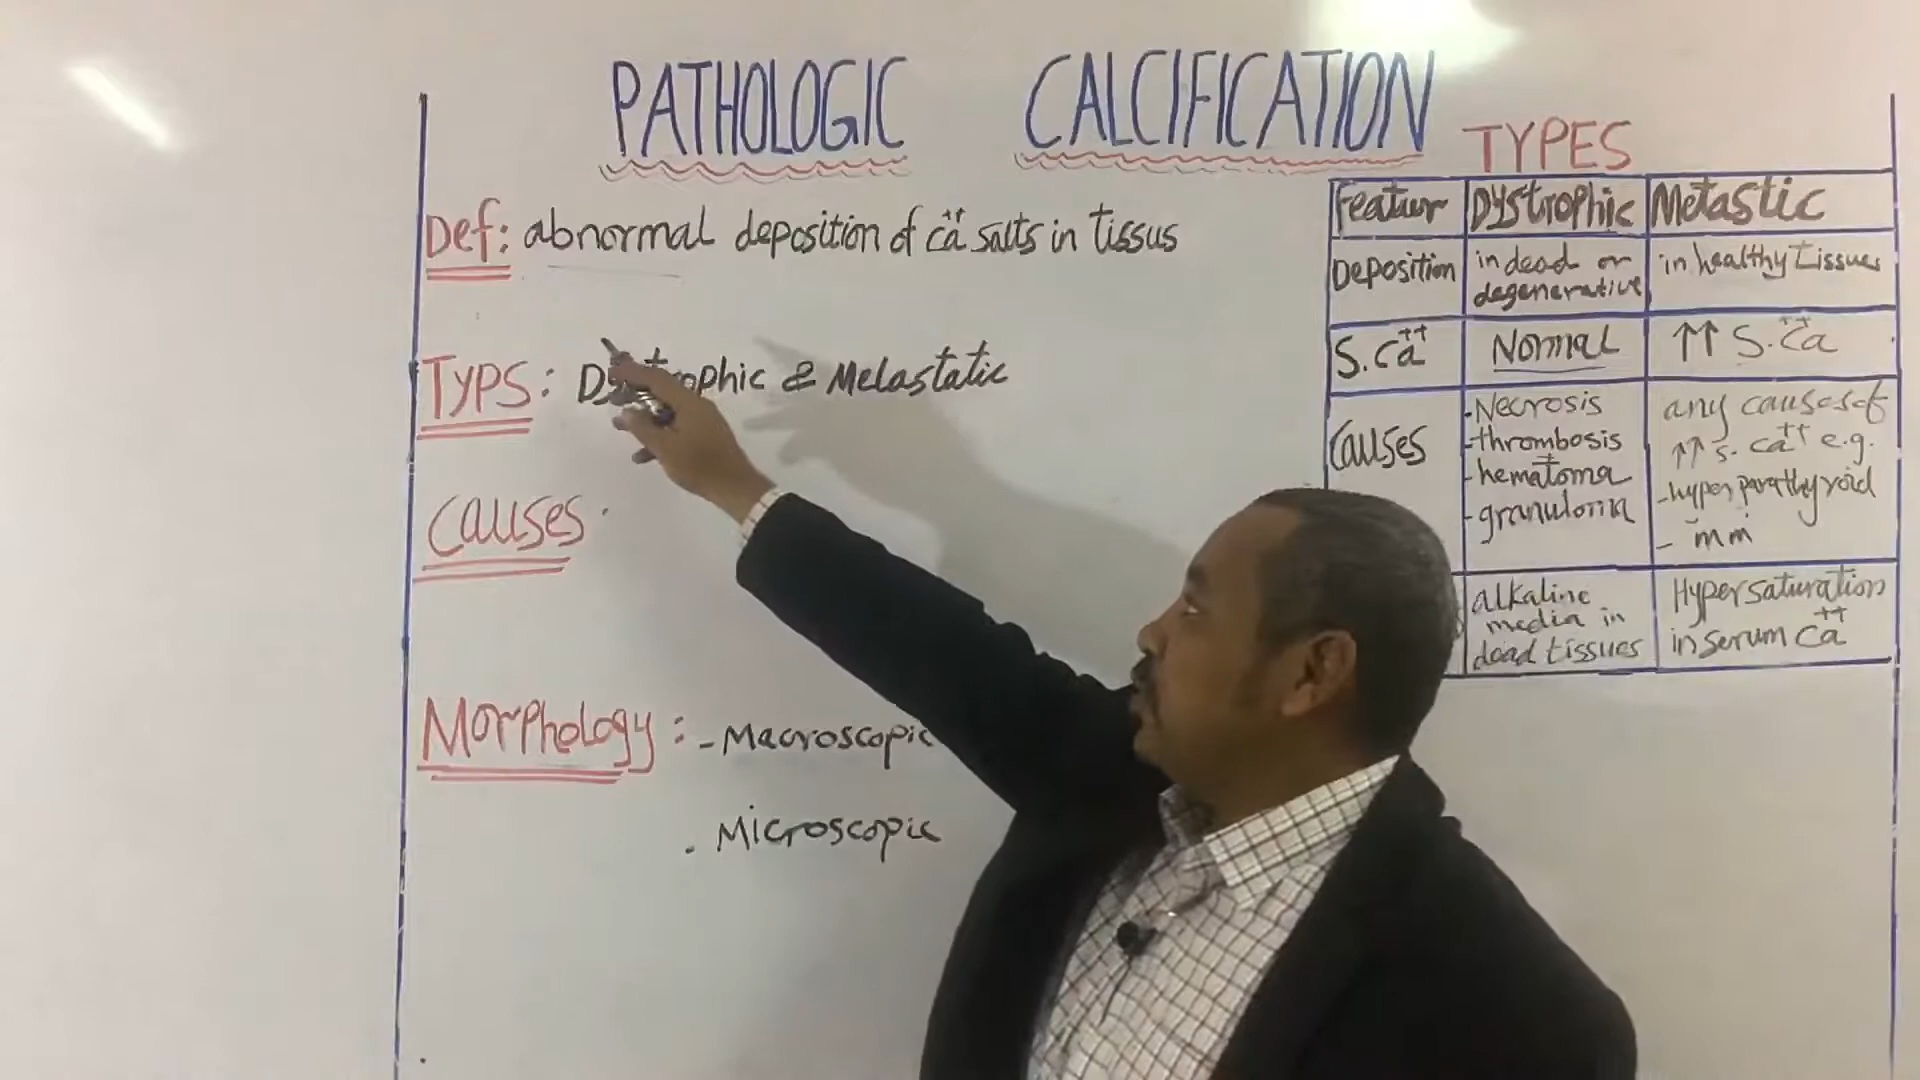 PATHOLOGIC CALCIFICATION
Def: abnormal deposition of Ca++ salts in tissus
Typs: Dystrophic & Melastatic
Causes
Morphology: - Macroscopic
. Microscopic
TYPES
Featuer Dystrophic Metastic
Deposition in dead or degenerative in healthy tissues
S.Ca++ Normal ↑↑ S.Ca++
Causes
- Necrosis
- thrombosis
- hematoma
- granuloma
any causes of
↑↑ s. Ca++ e.g.
- hyper parathyroid
- mm
alkaline
media in
dead tissues
Hypersaturation
in serum Ca++